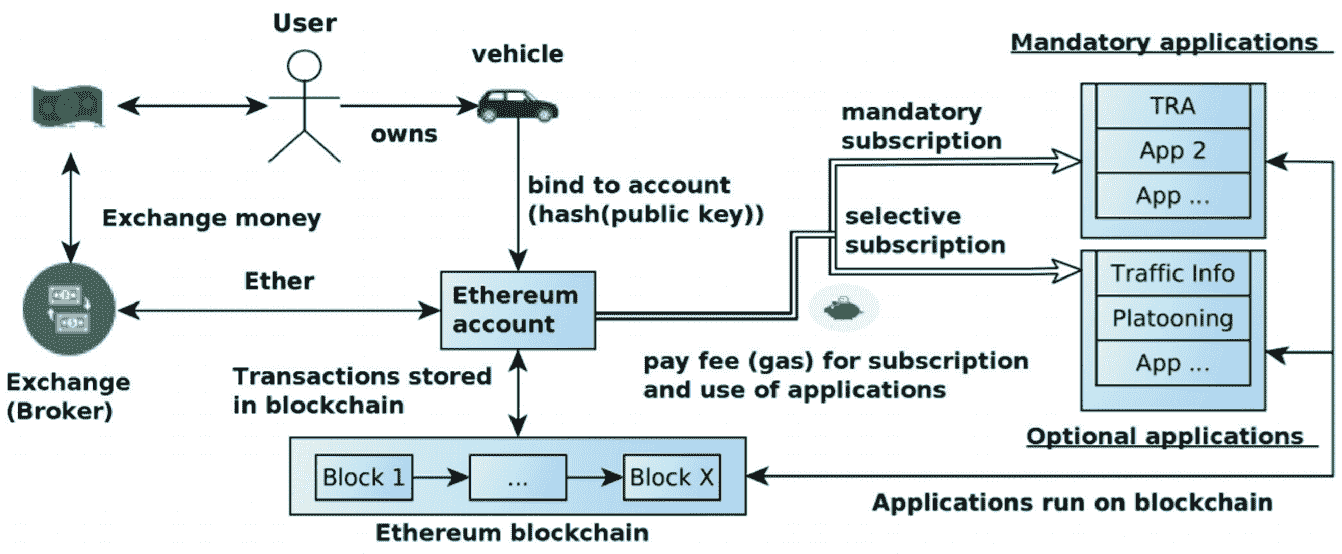 User
vehicle
owns
Exchange money
bind to account
(hash(public key))
Ether
Ethereum
account
Exchange
(Broker)
Transactions stored
in blockchain
Block 1
...
Block X
Ethereum blockchain
mandatory
subscription
selective
subscription
pay fee (gas) for subscription
and use of applications
Mandatory applications
TRA
App 2
App ...
Traffic Info
Platooning
App ...
Optional applications
Applications run on blockchain